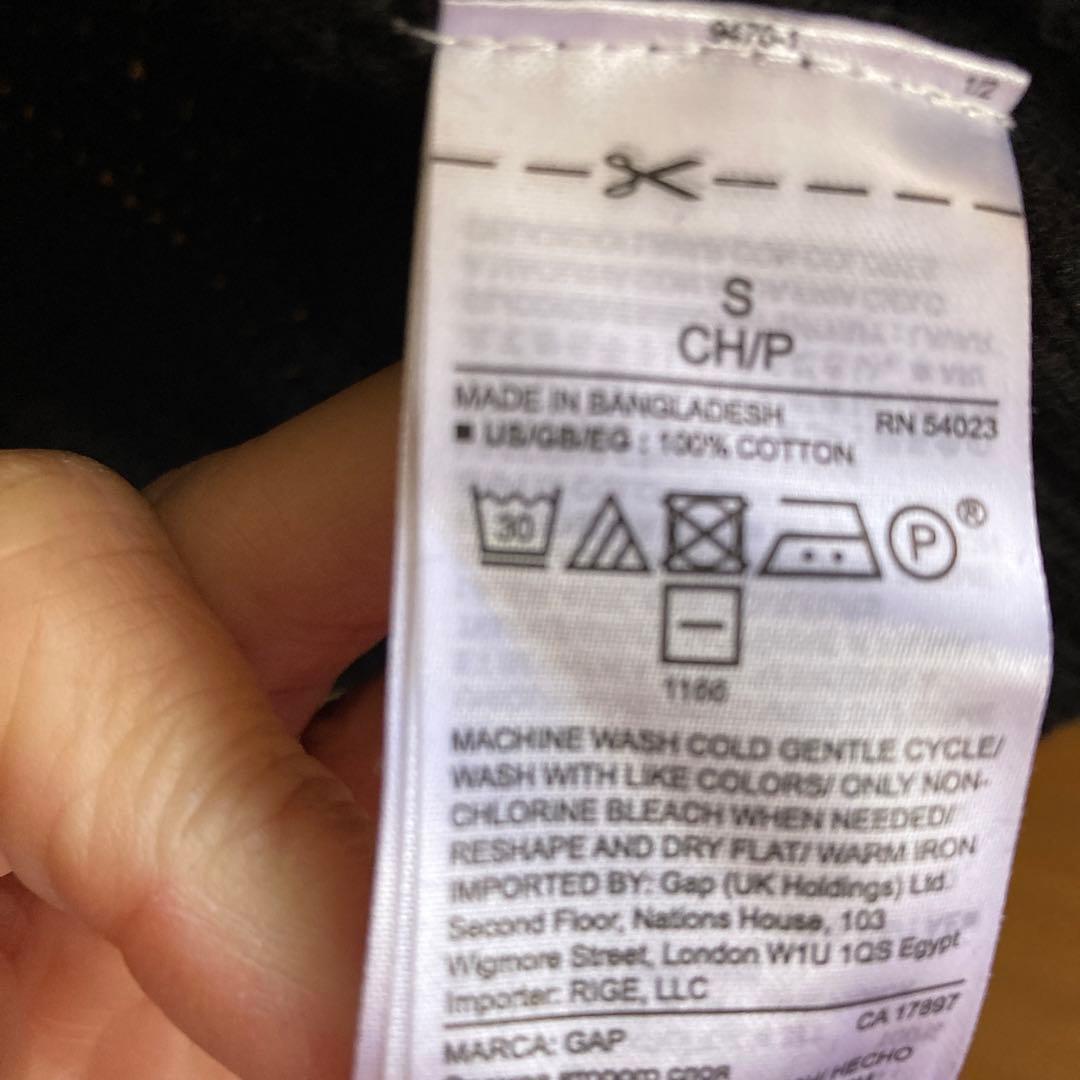 9470-1
1/2
S
CH/P
MADE IN BANGLADESH RN 54023
■ US/GB/EG : 100% COTTON
30
P®
1166
MACHINE WASH COLD GENTLE CYCLE/
WASH WITH LIKE COLORS/ ONLY NON-
CHLORINE BLEACH WHEN NEEDED/
RESHAPE AND DRY FLAT/ WARM IRON
IMPORTED BY: Gap (UK Holdings) Ltd.
Second Floor, Nations House, 103
Wigmore Street, London W1U 1QS Egypt
Importer: RIGE, LLC
CA 17897
MARCA: GAP
HECHO